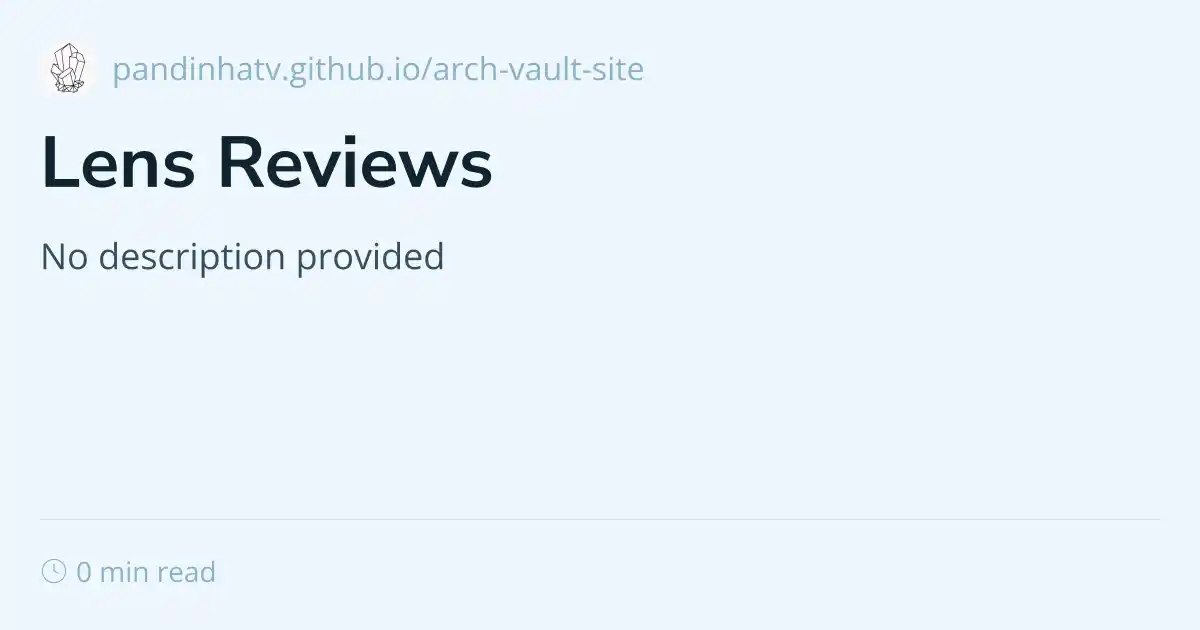 pandinhatv.github.io/arch-vault-site
Lens Reviews
No description provided
0 min read